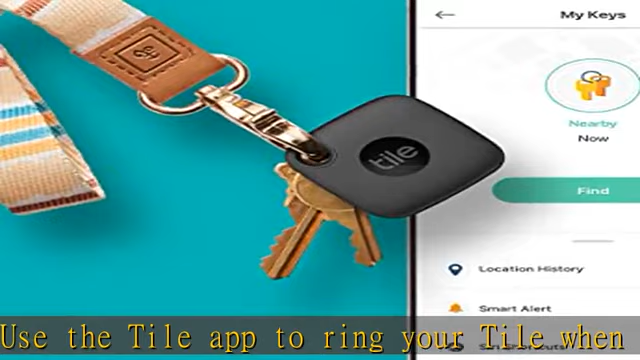 My Keys
tile
Nearby
Now
Find
Location History
Smart Alert
Use the Tile app to ring your Tile when